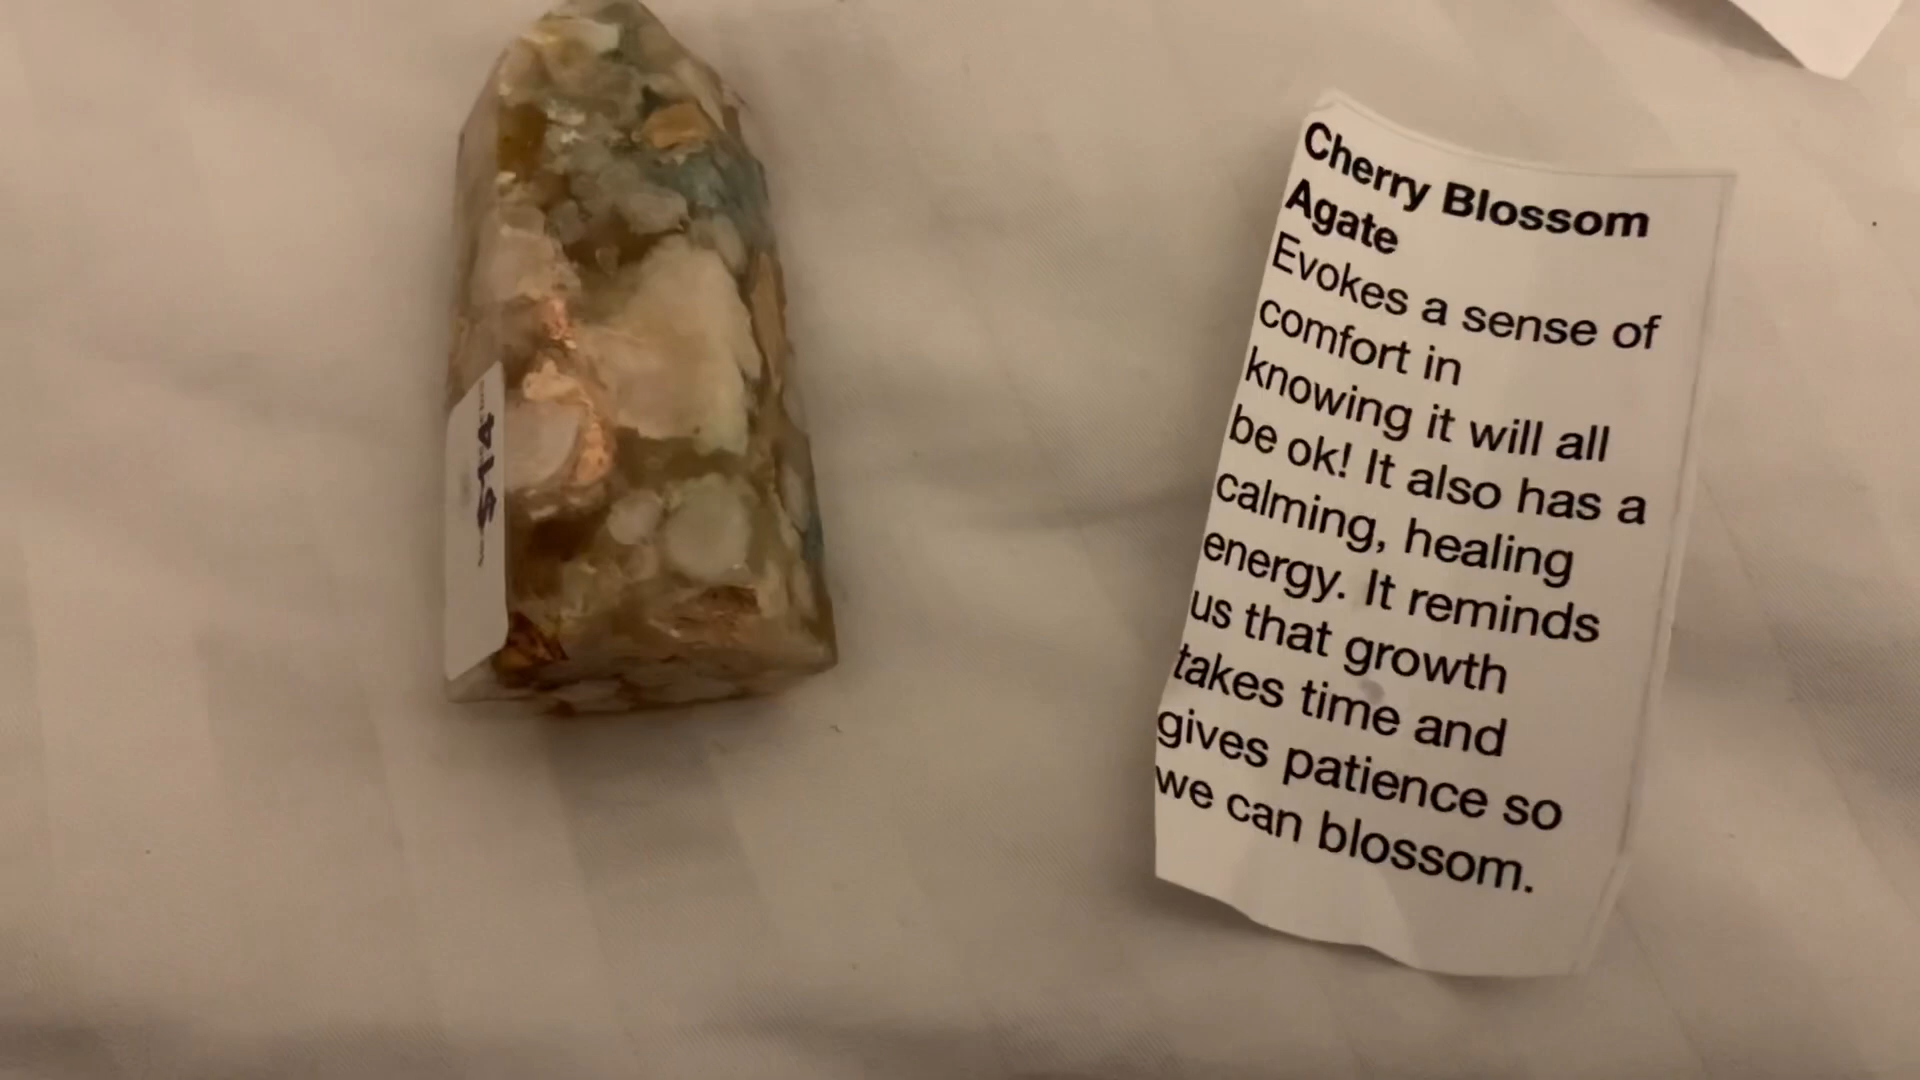 $14
Cherry Blossom
Agate
Evokes a sense of
comfort in
knowing it will all
be ok! It also has a
calming, healing
energy. It reminds
us that growth
takes time and
gives patience so
we can blossom.